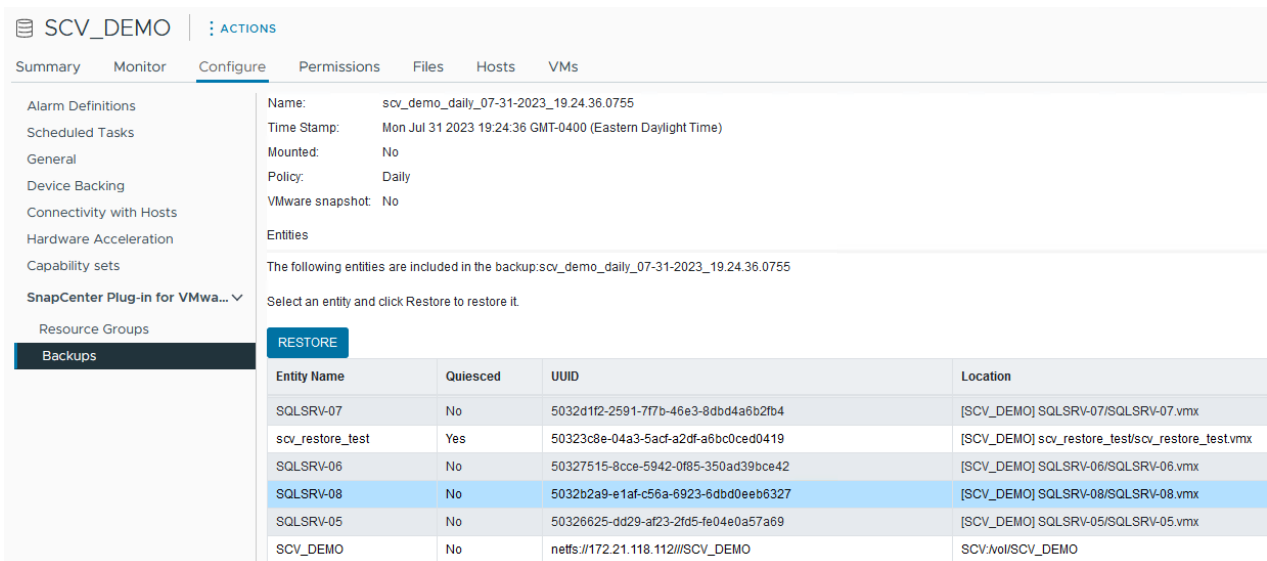 SCV_DEMO ACTIONS
Summary Monitor Configure Permissions Files Hosts VMs
Alarm Definitions
Scheduled Tasks
General
Device Backing
Connectivity with Hosts
Hardware Acceleration
Capability sets
SnapCenter Plug-in for VMwa...
Resource Groups
Backups
Name: scv_demo_daily_07-31-2023_19.24.36.0755
Time Stamp: Mon Jul 31 2023 19:24:36 GMT-0400 (Eastern Daylight Time)
Mounted: No
Policy: Daily
VMware snapshot: No
Entities
The following entities are included in the backup:scv_demo_daily_07-31-2023_19.24.36.0755
Select an entity and click Restore to restore it.
RESTORE
Entity Name Quiesced UUID Location
SQLSRV-07 No 5032d1f2-2591-7f7b-46e3-8dbd4a6b2fb4 [SCV_DEMO] SQLSRV-07/SQLSRV-07.vmx
scv_restore_test Yes 50323c8e-04a3-5acf-a2df-a6bc0ced0419 [SCV_DEMO] scv_restore_test/scv_restore_test.vmx
SQLSRV-06 No 50327515-8cce-5942-0f85-350ad39bce42 [SCV_DEMO] SQLSRV-06/SQLSRV-06.vmx
SQLSRV-08 No 5032b2a9-e1af-c56a-6923-6dbd0eeb6327 [SCV_DEMO] SQLSRV-08/SQLSRV-08.vmx
SQLSRV-05 No 50326625-dd29-af23-2fd5-fe04e0a57a69 [SCV_DEMO] SQLSRV-05/SQLSRV-05.vmx
SCV_DEMO No netfs://172.21.118.112///SCV_DEMO SCV:/vol/SCV_DEMO